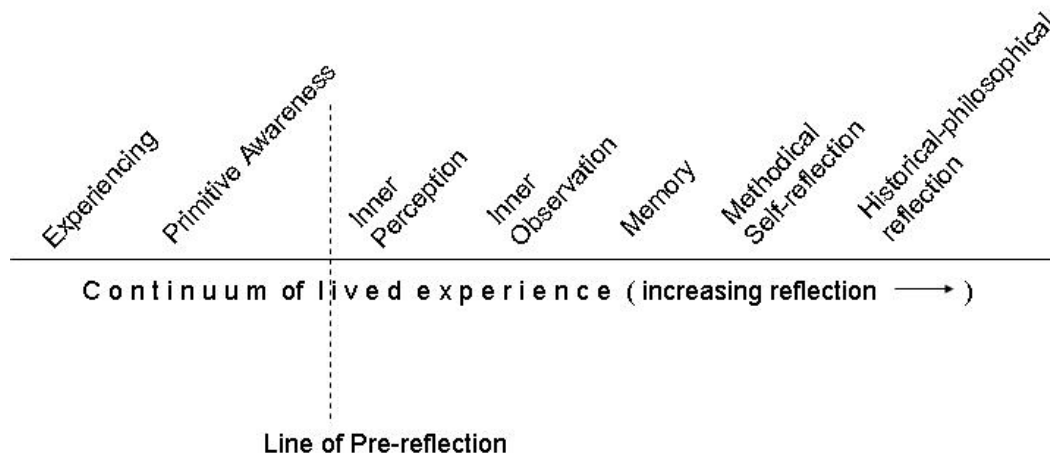 Experiencing
Primitive Awareness
Inner
Perception
Inner
Observation
Memory
Methodical
Self-reflection
Historical-philosophical
reflection
Continuum of lived experience (increasing reflection ⟶)
Line of Pre-reflection